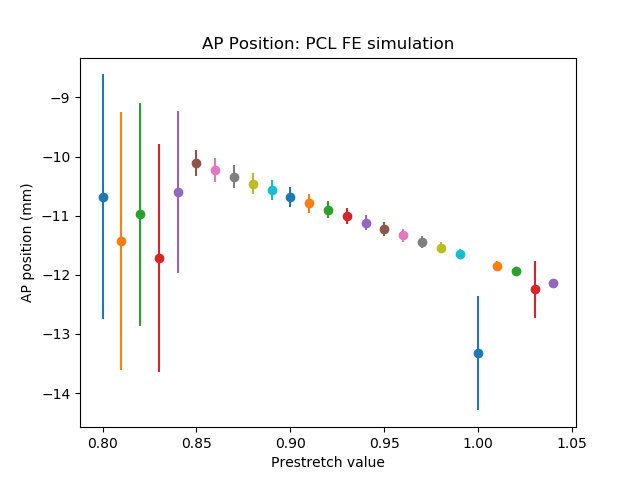 AP Position: PCL FE simulation
−9
−10
−11
−12
−13
−14
AP position (mm)
0.80 0.85 0.90 0.95 1.00 1.05
Prestretch value